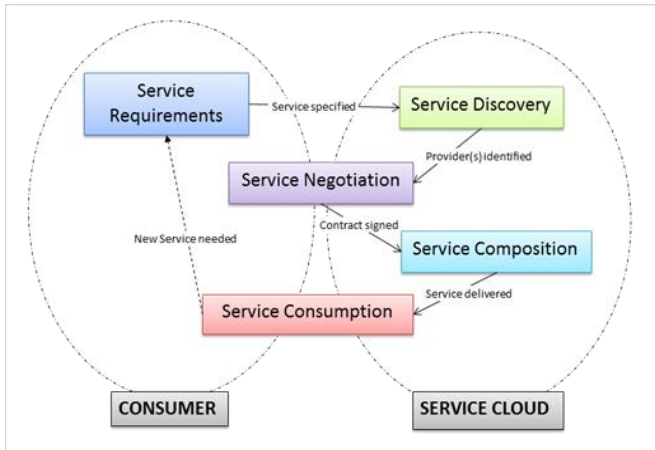 Service
Requirements
Service specified
Service Discovery
Provider(s) identified
Service Negotiation
Contract signed
New Service needed
Service Composition
Service delivered
Service Consumption
CONSUMER
SERVICE CLOUD